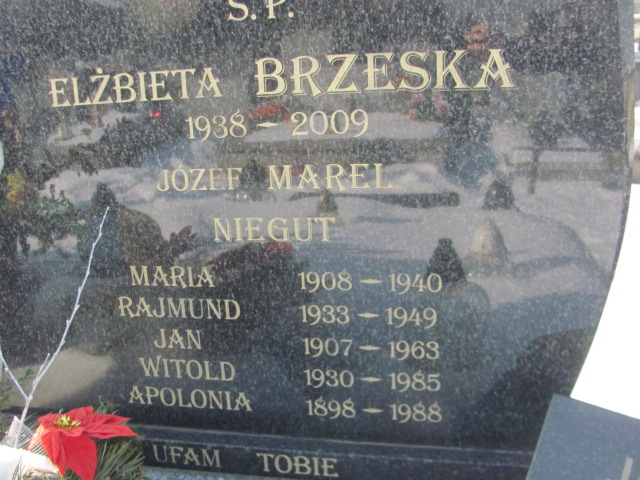 Ś.P.
ELŻBIETA BRZESKA
1938 – 2009
JÓZEF MAREL
NIEGUT
MARIA 1908 – 1940
RAJMUND 1933 – 1949
JAN 1907 – 1963
WITOLD 1930 – 1985
APOLONIA 1898 – 1988
UFAM TOBIE